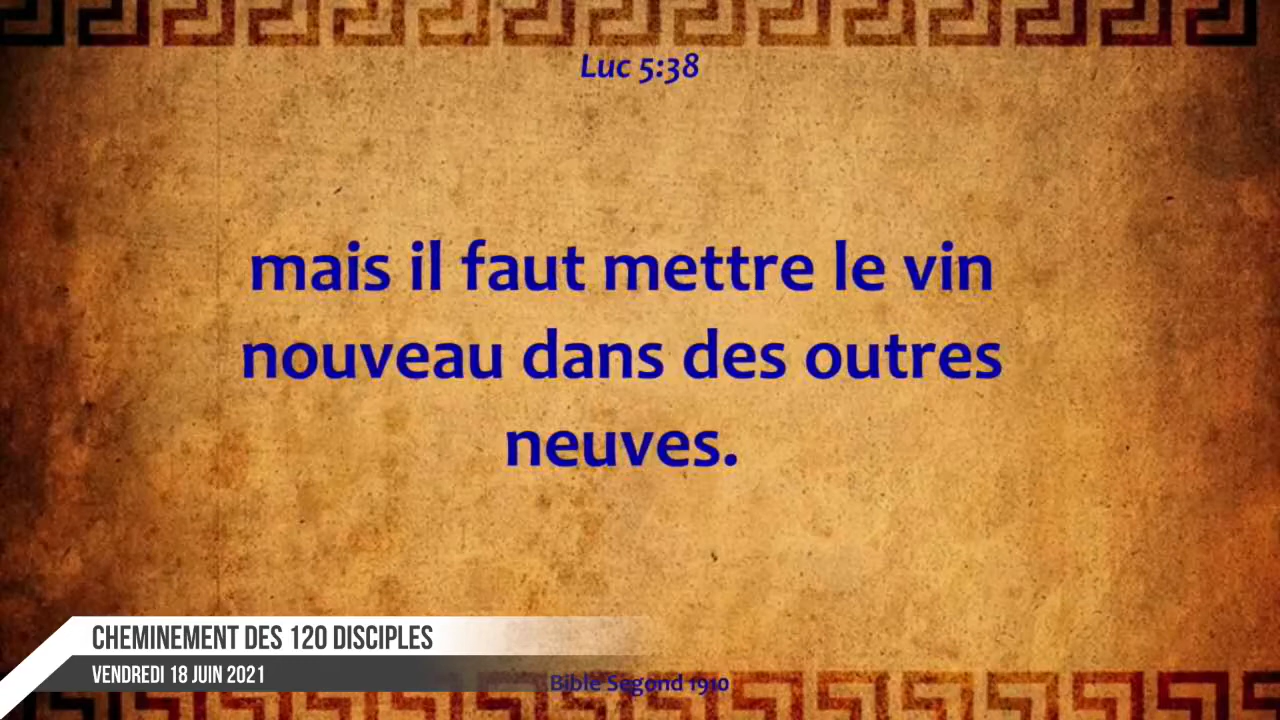 Luc 5:38
mais il faut mettre le vin
nouveau dans des outres
neuves.
CHEMINEMENT DES 120 DISCIPLES
VENDREDI 18 JUIN 2021
Bible Segond 1910